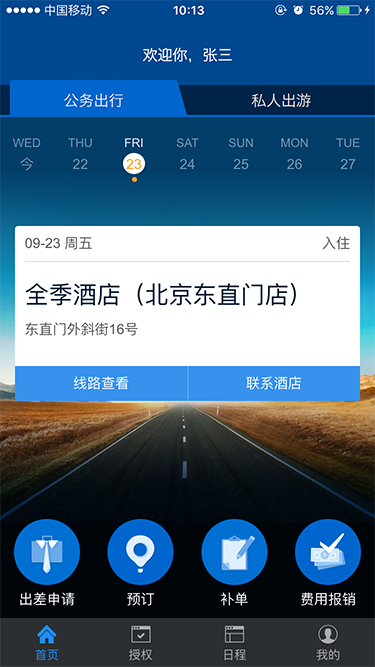 中国移动 10:13 56%
欢迎你，张三
公务出行 私人出游
WED THU FRI SAT SUN MON TUE
今 22 23 24 25 26 27
09-23 周五 入住
全季酒店（北京东直门店）
东直门外斜街16号
线路查看 联系酒店
出差申请 预订 补单 费用报销
首页 授权 日程 我的